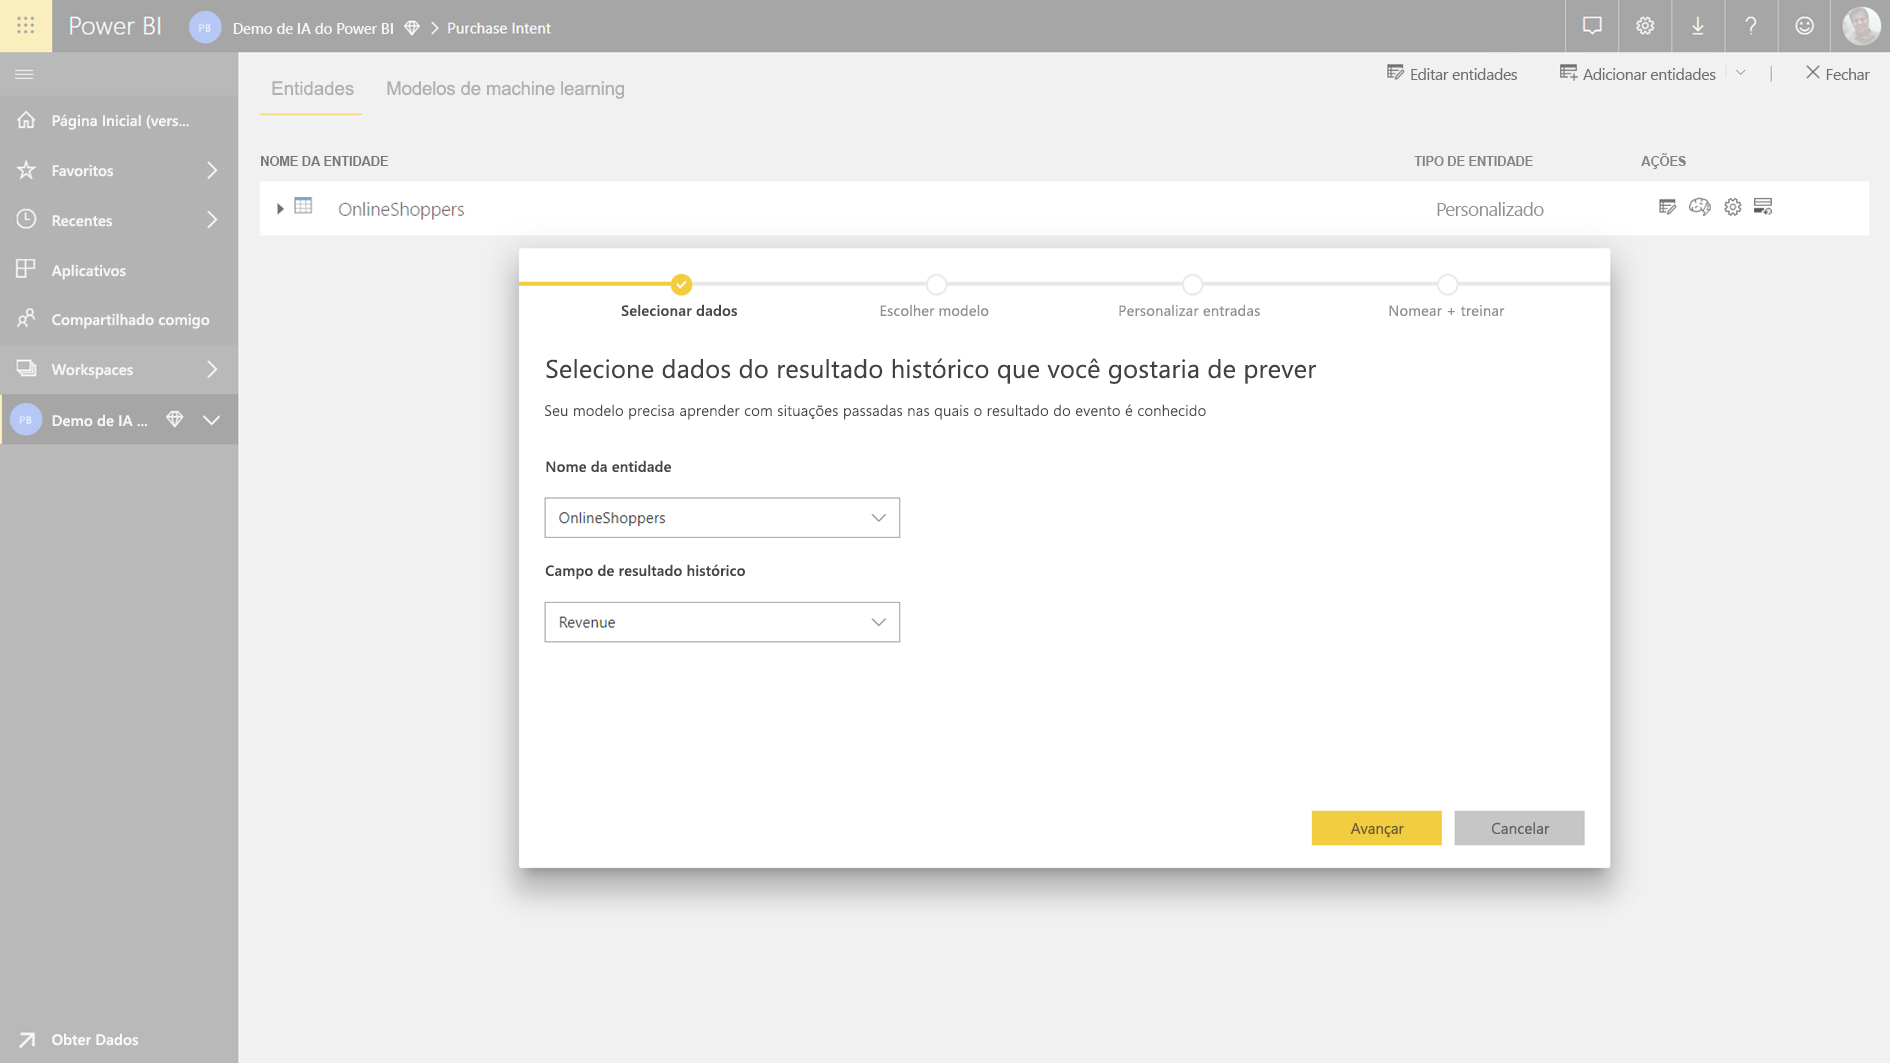 Power BI
PB
Demo de IA do Power BI
Purchase Intent
Editar entidades
Adicionar entidades
Fechar
Entidades
Modelos de machine learning
Página Inicial (vers...
Favoritos
Recentes
Aplicativos
Compartilhado comigo
Workspaces
PB
Demo de IA ...
Obter Dados
NOME DA ENTIDADE
TIPO DE ENTIDADE
AÇÕES
OnlineShoppers
Personalizado
Selecionar dados
Escolher modelo
Personalizar entradas
Nomear + treinar
Selecione dados do resultado histórico que você gostaria de prever
Seu modelo precisa aprender com situações passadas nas quais o resultado do evento é conhecido
Nome da entidade
OnlineShoppers
Campo de resultado histórico
Revenue
Avançar
Cancelar